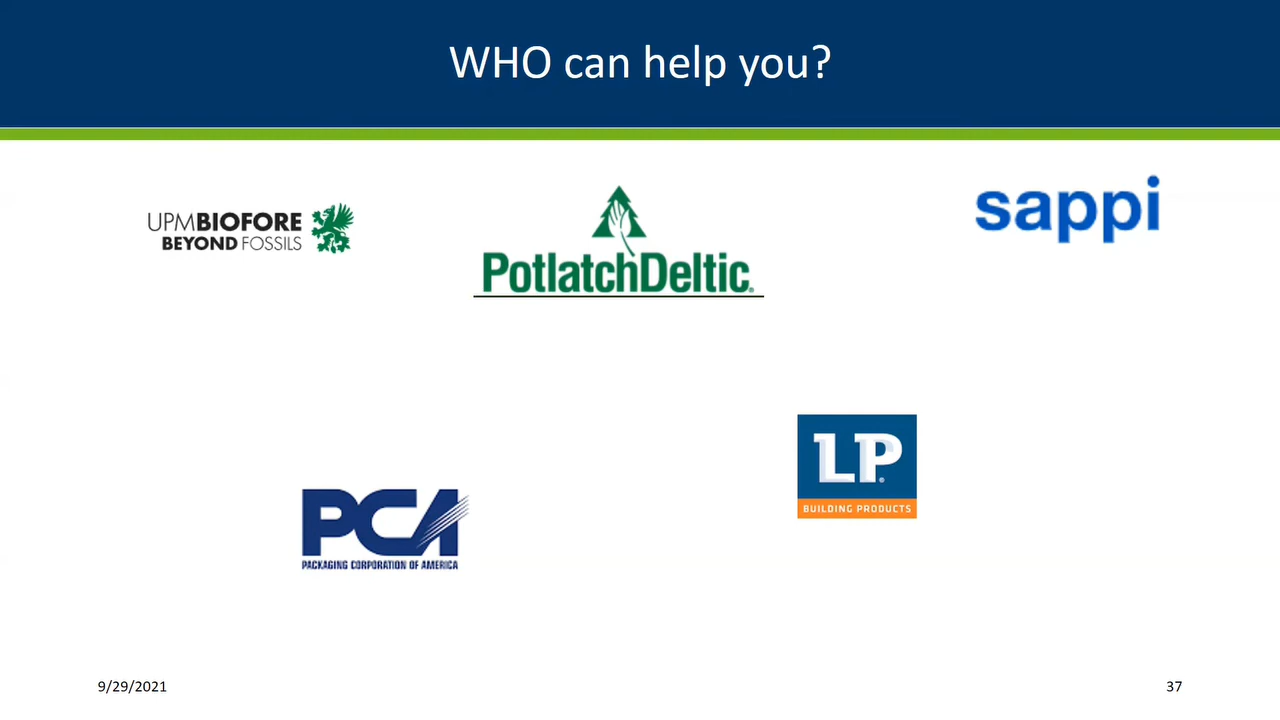 WHO can help you?
UPMBIOFORE
BEYOND FOSSILS
PotlatchDeltic®
sappi
LP®
BUILDING PRODUCTS
PCA
PACKAGING CORPORATION OF AMERICA
9/29/2021
37